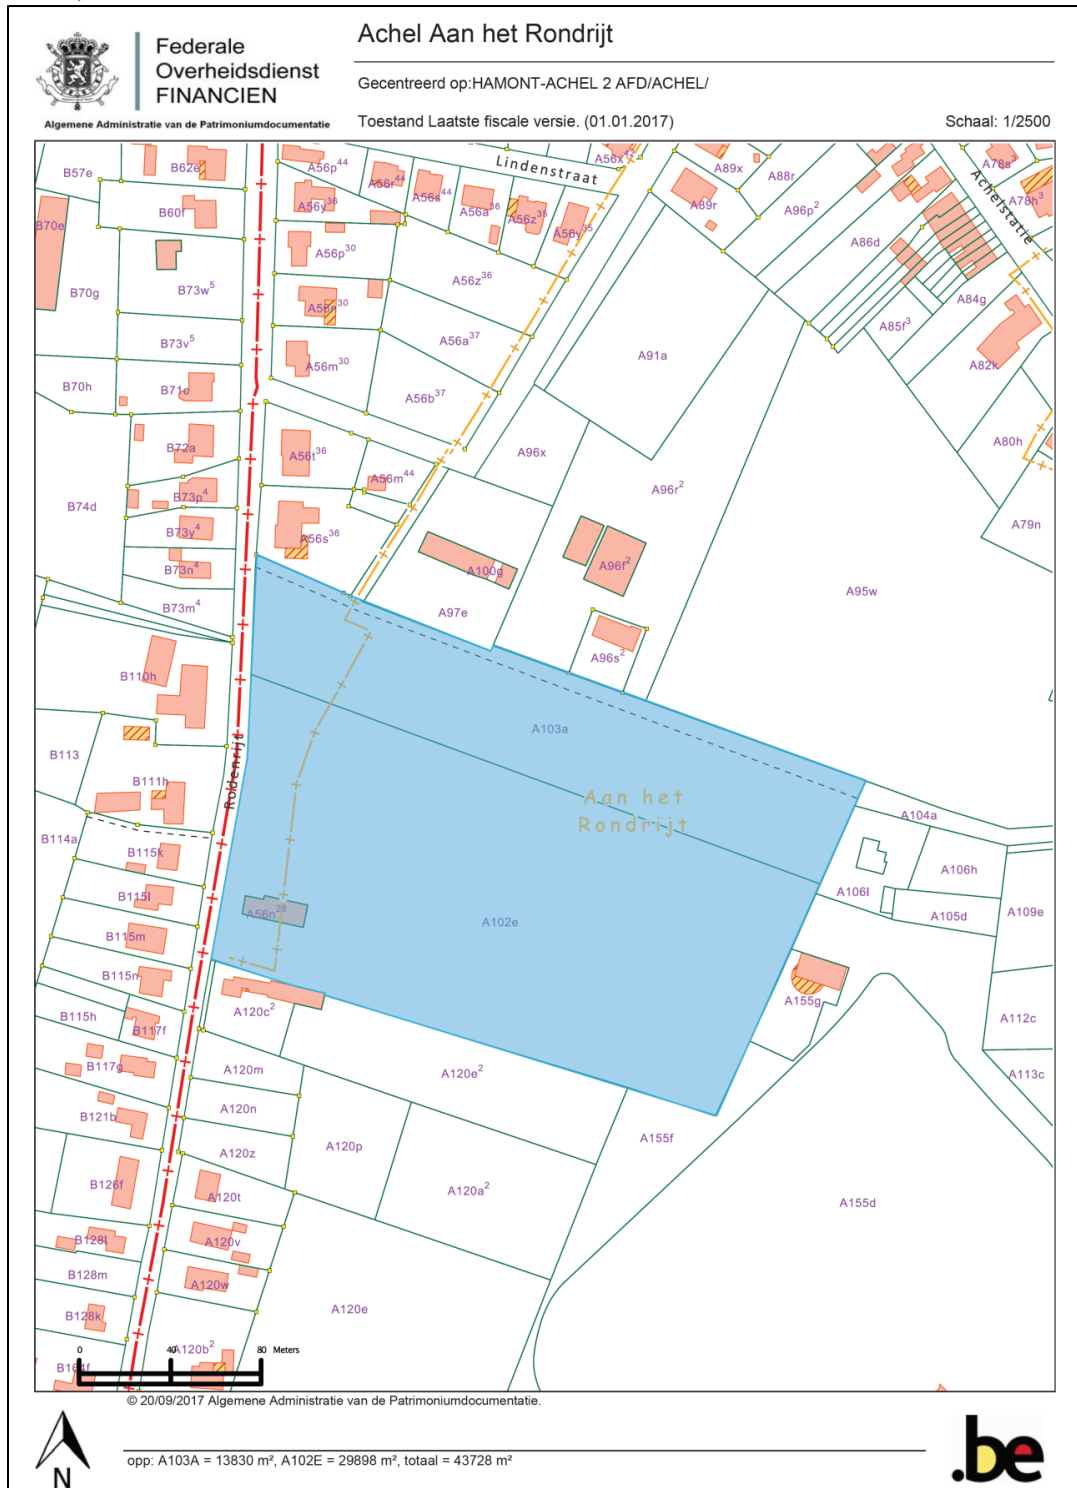 Federale
Overheidsdienst
FINANCIEN
Algemene Administratie van de Patrimoniumdocumentatie
Achel Aan het Rondrijt
Gecentreerd op:HAMONT-ACHEL 2 AFD/ACHEL/
Toestand Laatste fiscale versie. (01.01.2017)
Schaal: 1/2500
B57e
B62e
A56p⁴⁴
A56r⁴⁴
A56s⁴⁴
Lindenstraat
A56x⁴²
A89x
A88r
A78s³
A78h³
Achelstatie
B70e
B60f
A56y³⁶
A56a³⁶
A56z³⁵
A56v³⁵
A89r
A96p²
A86d
B70g
B73w⁵
A56p³⁰
A56z³⁶
A84g
A56n³⁰
A85f³
B73v⁵
A56a³⁷
A91a
A82k
B70h
B71c
A56m³⁰
A56b³⁷
A80h
B72a
A56t³⁶
A56m⁴⁴
A96x
A96r²
B74d
B73p⁴
B73y⁴
A56s³⁶
A79n
B73n⁴
A100g
A96f²
B73m⁴
A97e
A95w
B110h
A96s²
A103a
B113
Rodenrijt
B111h
Aan het
Rondrijt
A104a
B114a
B115k
A106l
A106h
B115l
A56n²⁸
A102e
A105d
A109e
B115m
B115n
A155g
B115h
B117f
A120c²
A112c
B117g
A120m
A120e²
A113c
B121b
A120n
A120z
A120p
A155f
B126f
A120t
A120a²
A155d
B128l
A120v
B128m
A120w
B128k
A120e
A120b²
B164f
0 40 80 Meters
© 20/09/2017 Algemene Administratie van de Patrimoniumdocumentatie.
N
opp: A103A = 13830 m², A102E = 29898 m², totaal = 43728 m²
.be